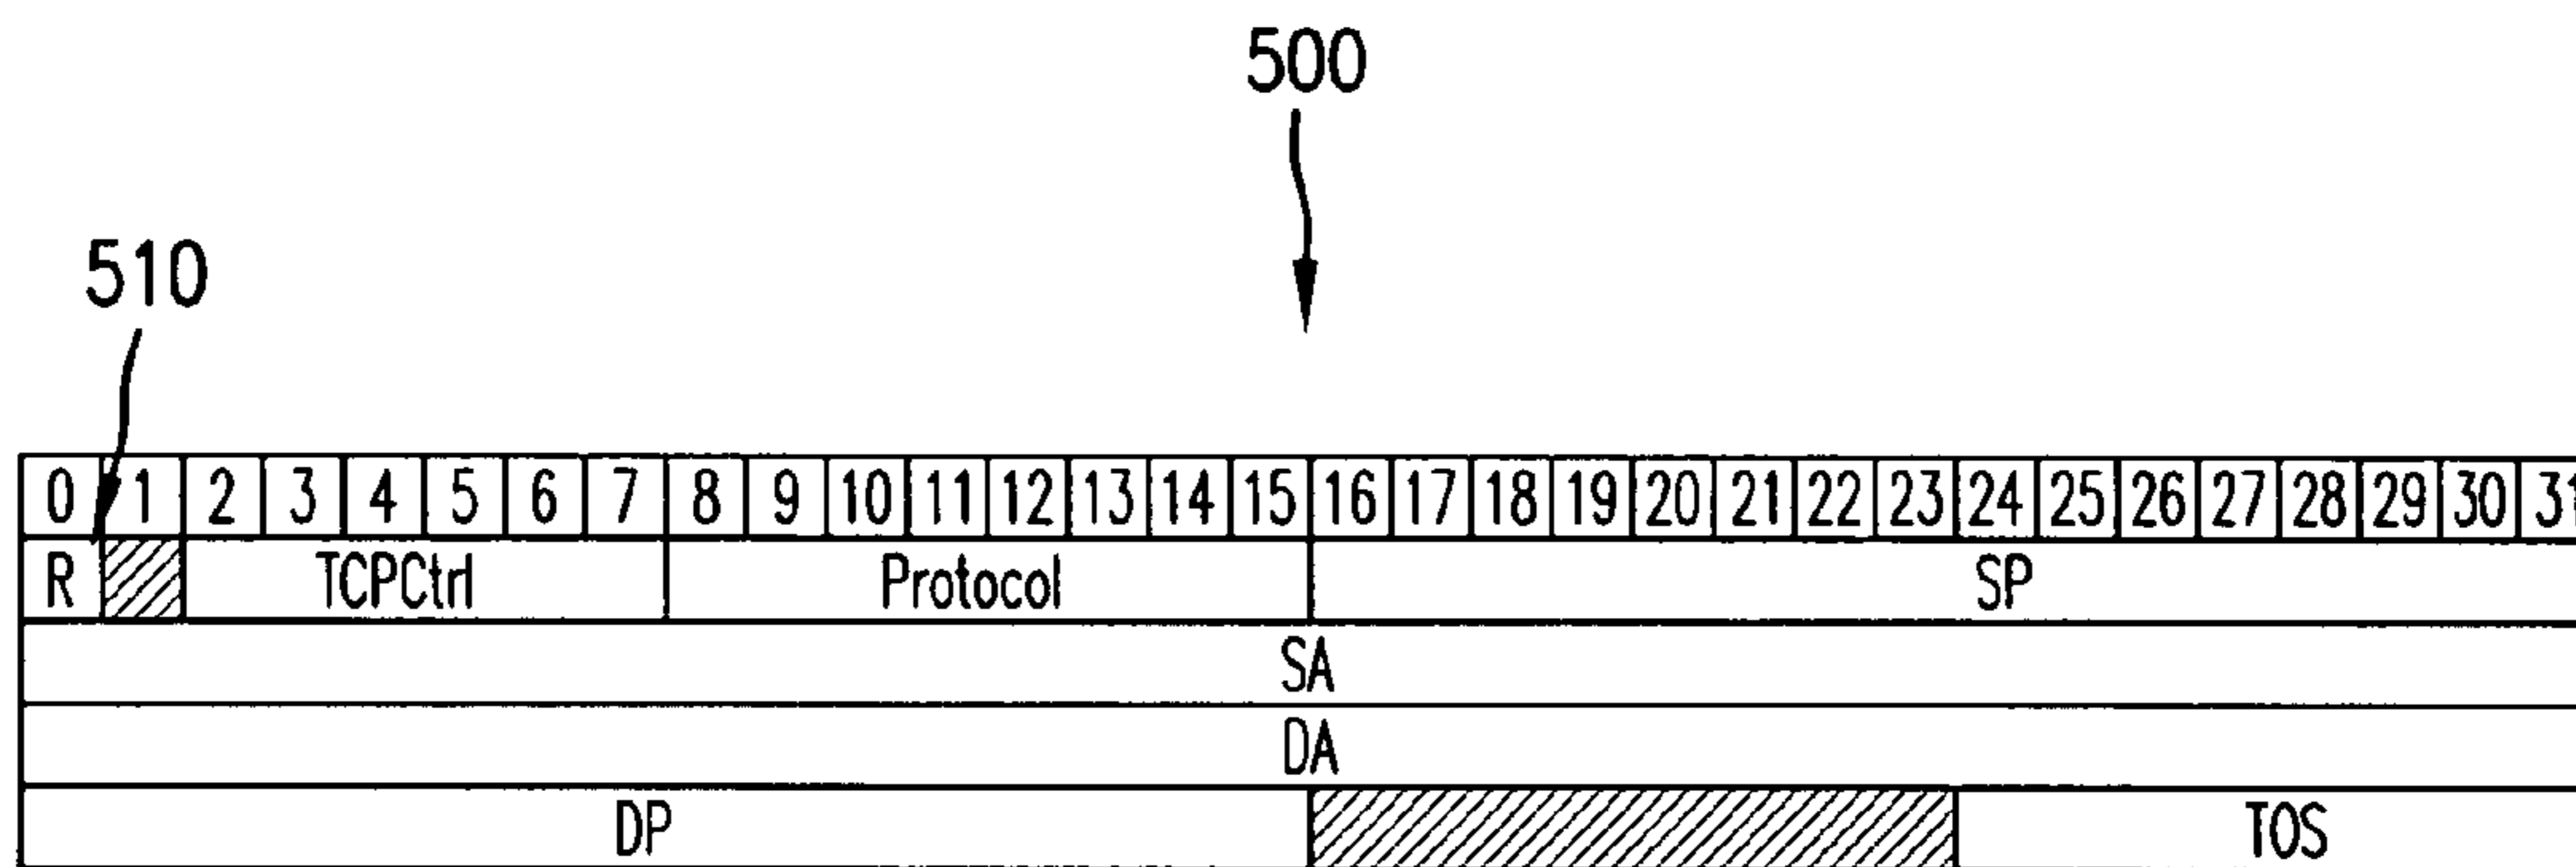 500
510
0 1 2 3 4 5 6 7 8 9 10 11 12 13 14 15 16 17 18 19 20 21 22 23 24 25 26 27 28 29 30 31
R TCPCtrl Protocol SP
SA
DA
DP TOS